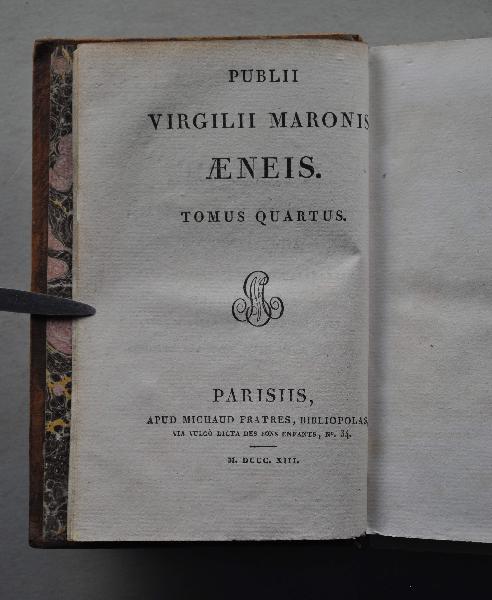 PUBLII
VIRGILII MARONIS
ÆNEIS.
TOMUS QUARTUS.
PARISIIS,
APUD MICHAUD FRATRES, BIBLIOPOLAS,
VIA VULGÒ DICTA DES BONS ENFANTS, Nº. 34.
M. DCCC. XIII.